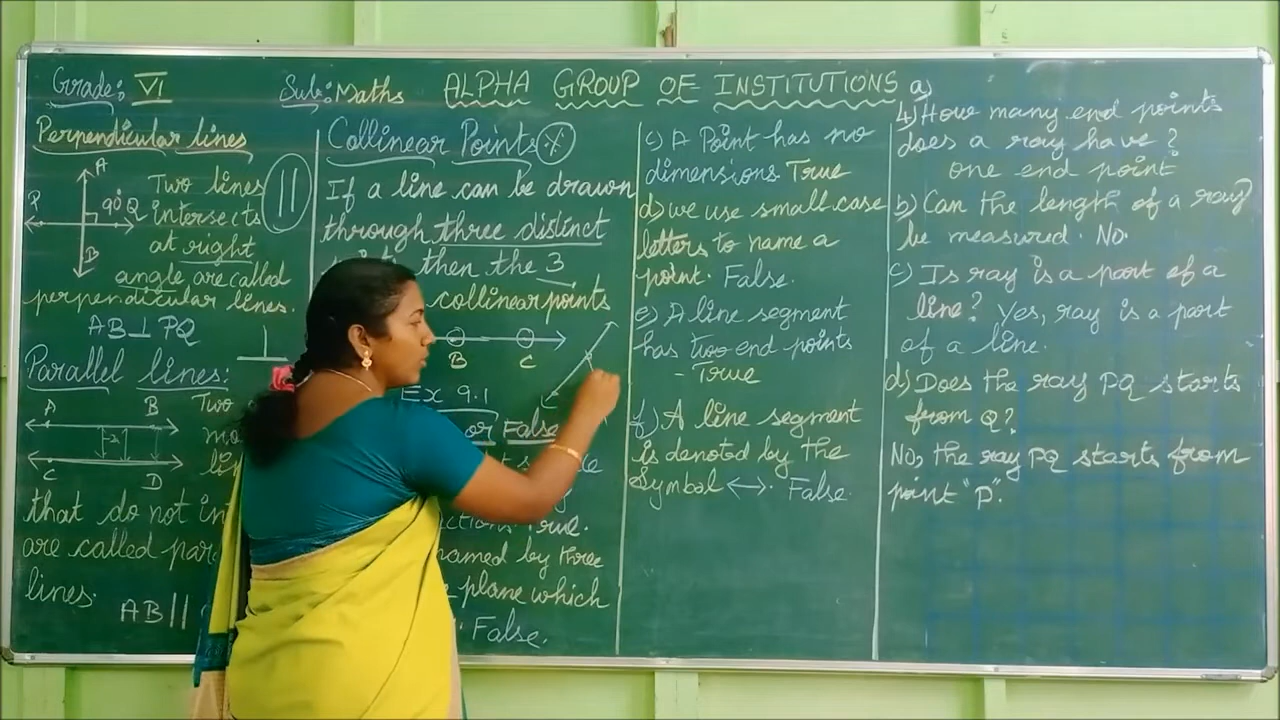 Grade: VI Sub: Maths ALPHA GROUP OF INSTITUTIONS
Perpendicular lines
A
P 90° Q
B
Two lines
intersects
at right
angle are called
perpendicular lines.
AB⊥ PQ
Parallel lines:
A B
C D
Two
that do not
are called
lines.
AB||
Collinear Points
If a line can be drawn
through three distinct
then the 3
collinear points
B C
Ex 9.1
or False
True.
named by three
plane which
False.
c) A Point has no
dimensions True
d) we use small case
letters to name a
point. False.
e) A line segment
has two end points
- True
f) A line segment
is denoted by the
Symbol ↔. False.
a)
4) How many end points
does a ray have?
one end point
b) Can the length of a ray
be measured. No.
c) Is ray is a part of a
line? Yes, ray is a part
of a line.
d) Does the ray PQ starts
from Q?
No, the ray PQ starts from
point "P".